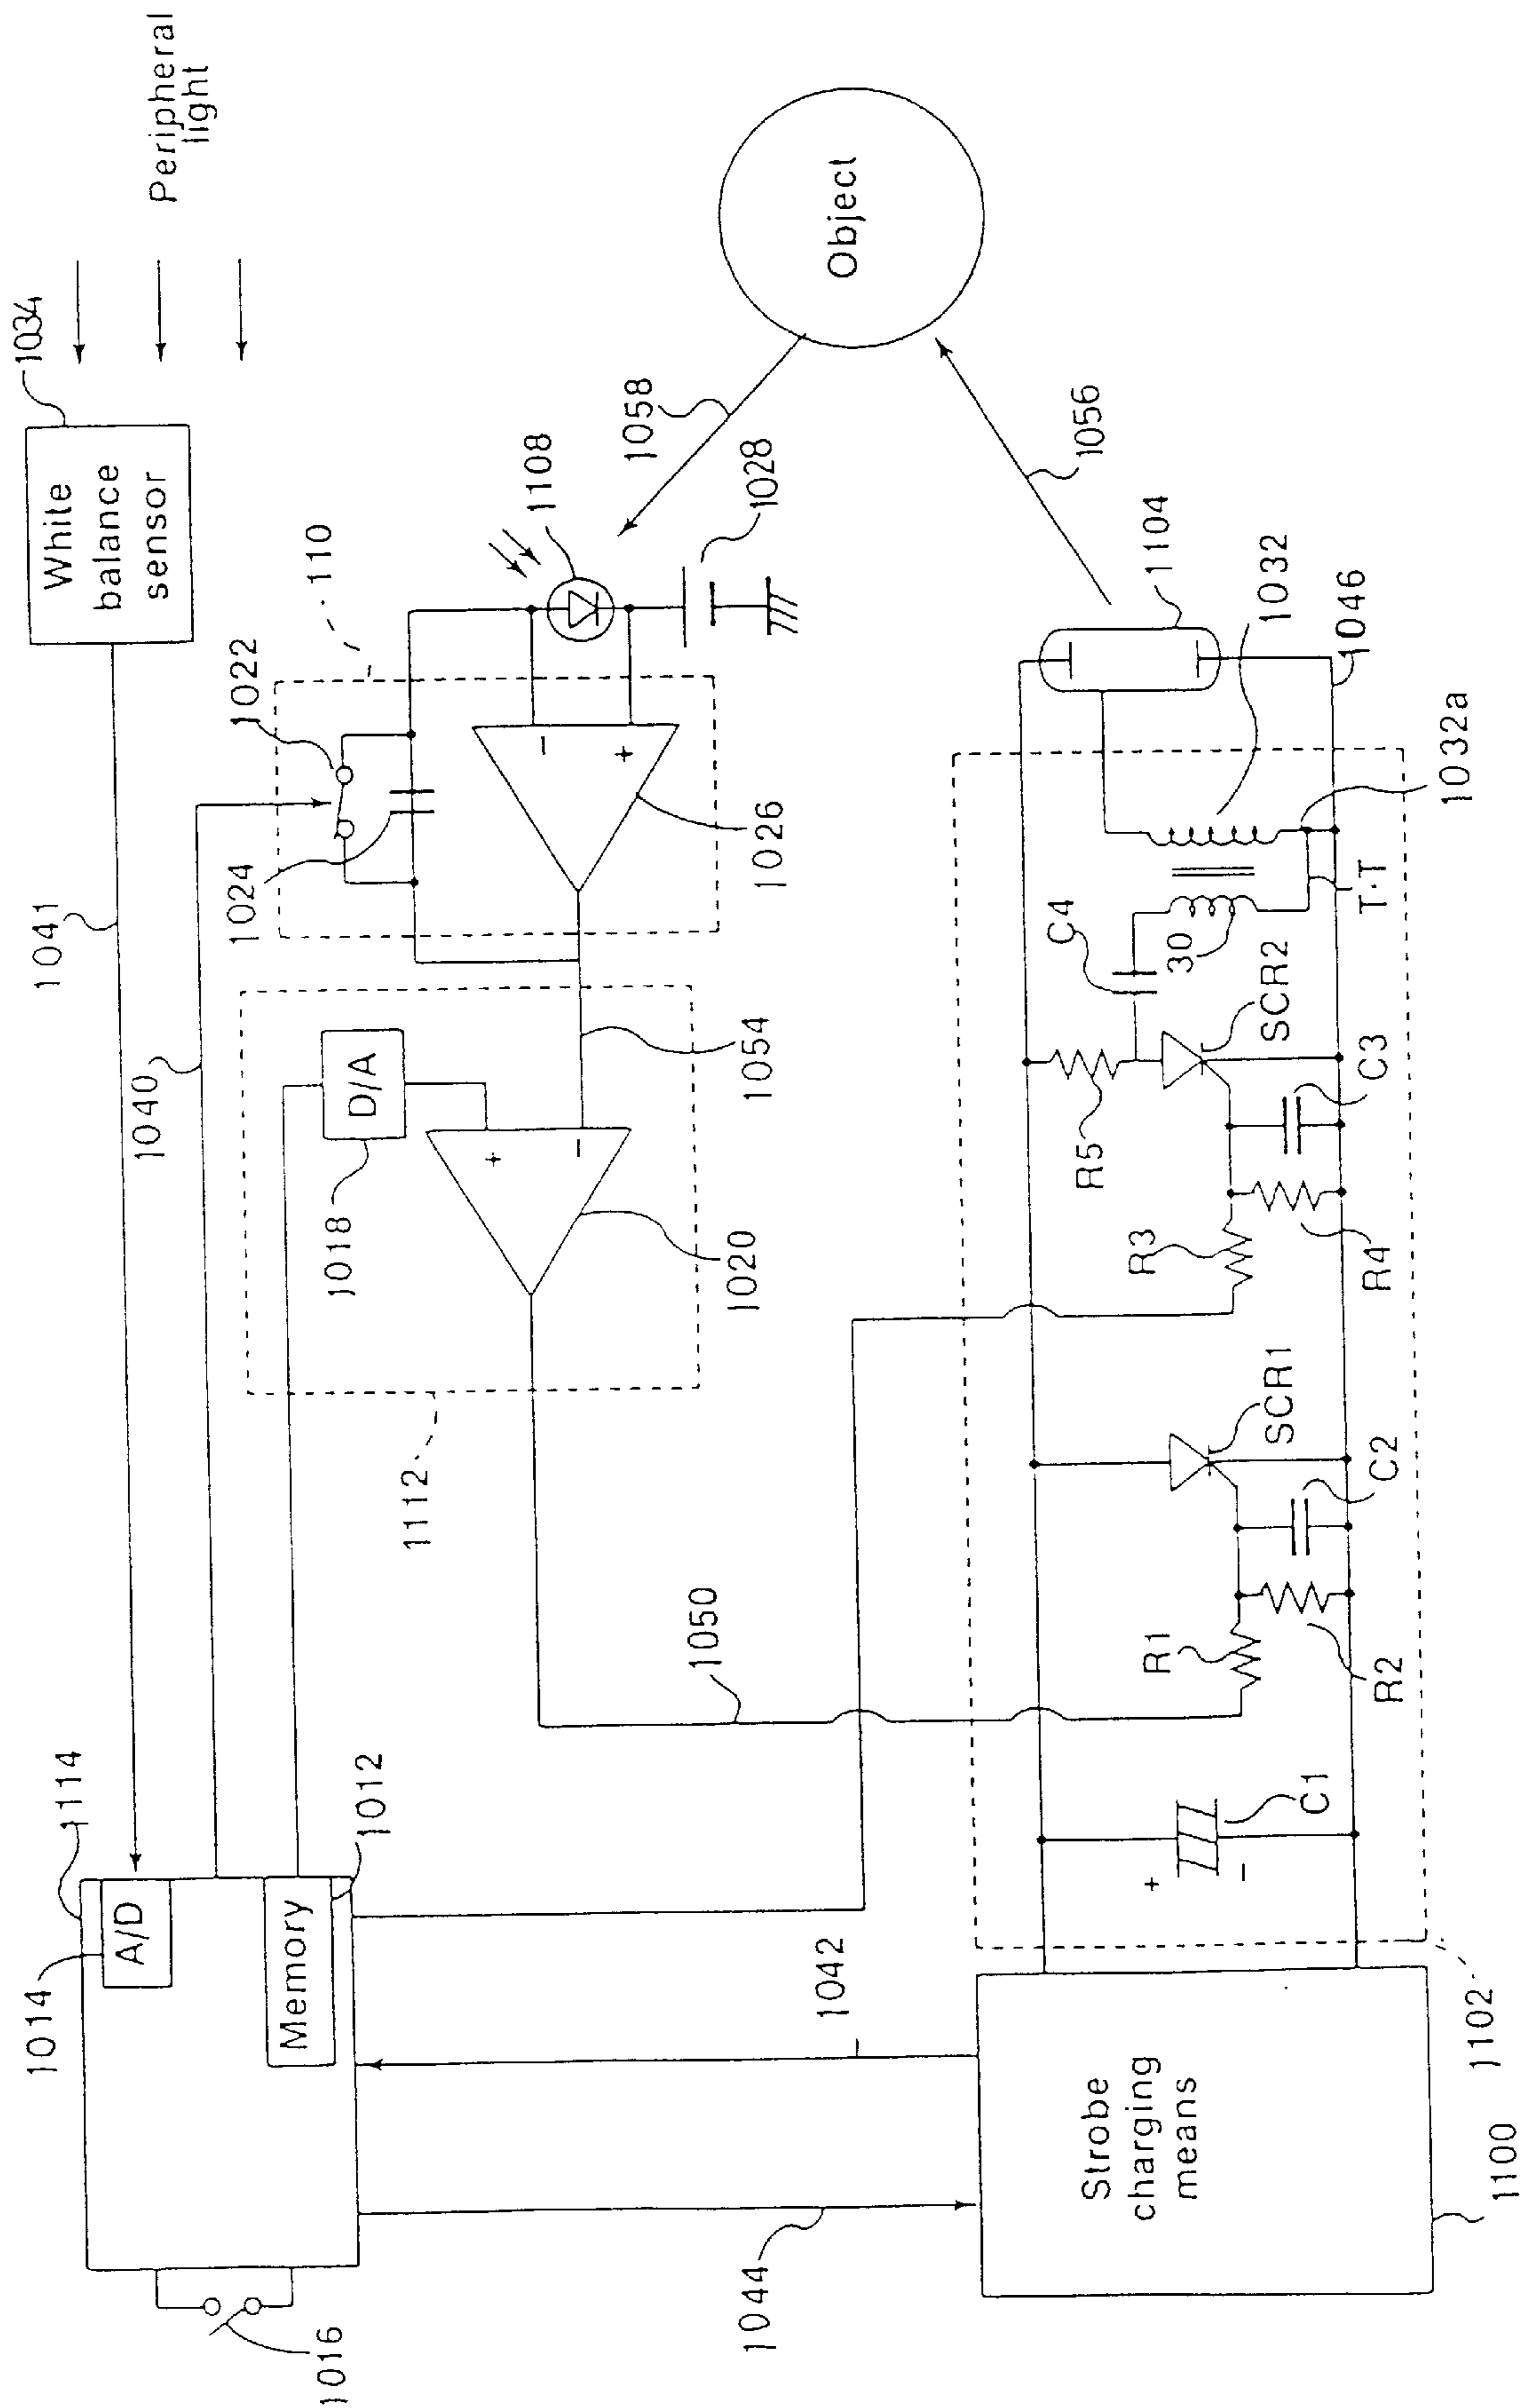 1034
White
balance
sensor
Peripheral
light
1041
1040
1022
110
1024
1026
1108
1058
1028
Object
1056
1114
1014
A/D
Memory
1012
1016
D/A
1018
+
−
1020
1054
−
+
1112
1050
1042
1044
Strobe
charging
means
1100
1102
+
−
C1
R1
R2
C2
SCR1
R3
R4
C3
R5
SCR2
C4
30
T·T
1032a
1032
1046
1104